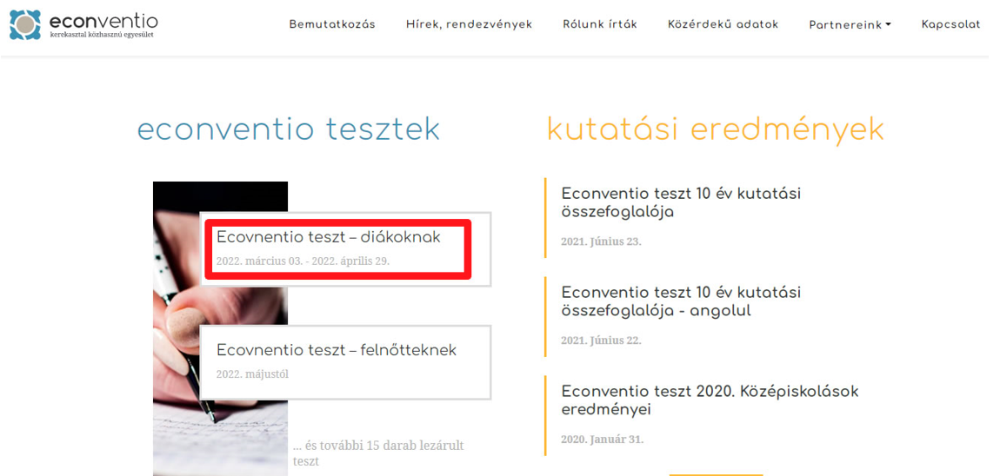 econventio
kerekasztal közhasznú egyesület
Bemutatkozás
Hírek, rendezvények
Rólunk írták
Közérdekű adatok
Partnereink
Kapcsolat
econventio tesztek
Ecovnentio teszt – diákoknak
2022. március 03. - 2022. április 29.
Ecovnentio teszt – felnőtteknek
2022. májustól
... és további 15 darab lezárult
teszt
kutatási eredmények
Econventio teszt 10 év kutatási
összefoglalója
2021. Június 23.
Econventio teszt 10 év kutatási
összefoglalója - angolul
2021. Június 22.
Econventio teszt 2020. Középiskolások
eredményei
2020. Január 31.